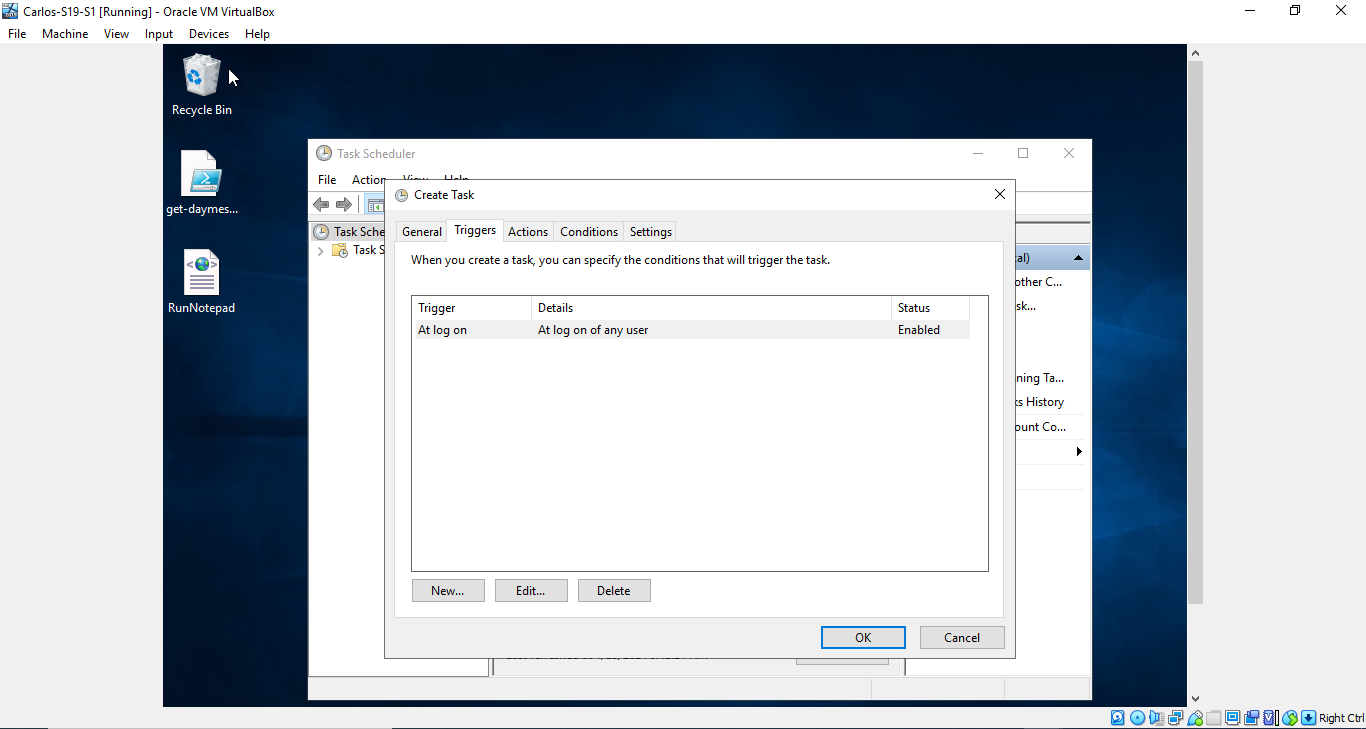 Carlos-S19-S1 [Running] - Oracle VM VirtualBox
File Machine View Input Devices Help
Recycle Bin
get-daymes...
RunNotepad
Task Scheduler
File Action View Help
Task Sche
Task S
Create Task
General Triggers Actions Conditions Settings
When you create a task, you can specify the conditions that will trigger the task.
Trigger Details Status
At log on At log on of any user Enabled
New... Edit... Delete
OK Cancel
al)
other C...
sk...
ning Ta...
ks History
ount Co...
Right Ctrl